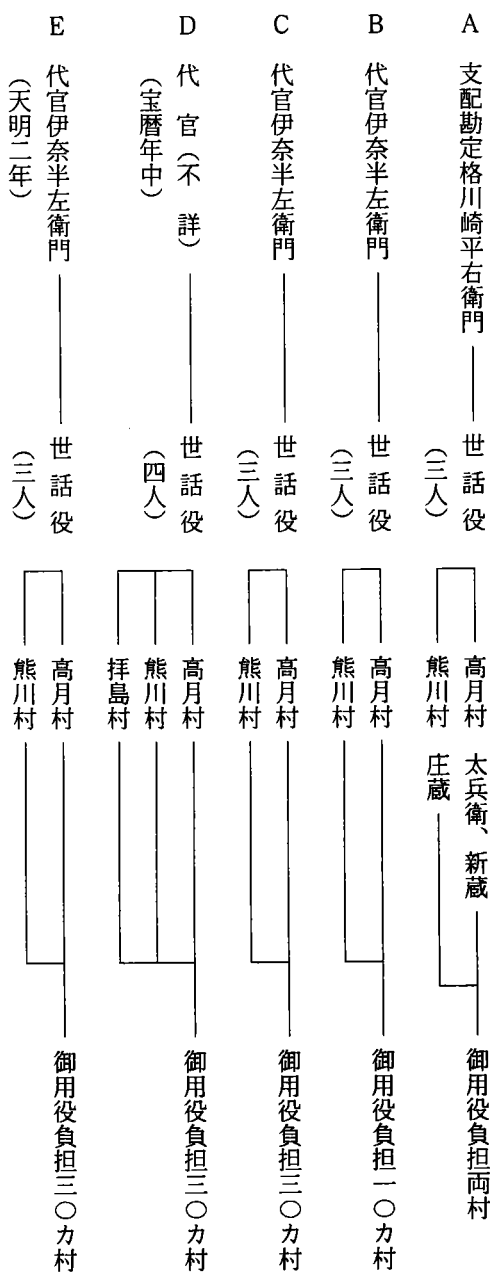 A　支配勘定格川崎平右衛門
世話役
（三人）
高月村　太兵衛、新蔵
熊川村　庄蔵
御用役負担両村
B　代官伊奈半左衛門
世話役
（三人）
高月村
熊川村
御用役負担一〇カ村
C　代官伊奈半左衛門
世話役
（三人）
高月村
熊川村
御用役負担三〇カ村
D　代官（不詳）
（宝暦年中）
世話役
（四人）
高月村
熊川村
拝島村
御用役負担三〇カ村
E　代官伊奈半左衛門
（天明二年）
世話役
（三人）
高月村
熊川村
御用役負担三〇カ村